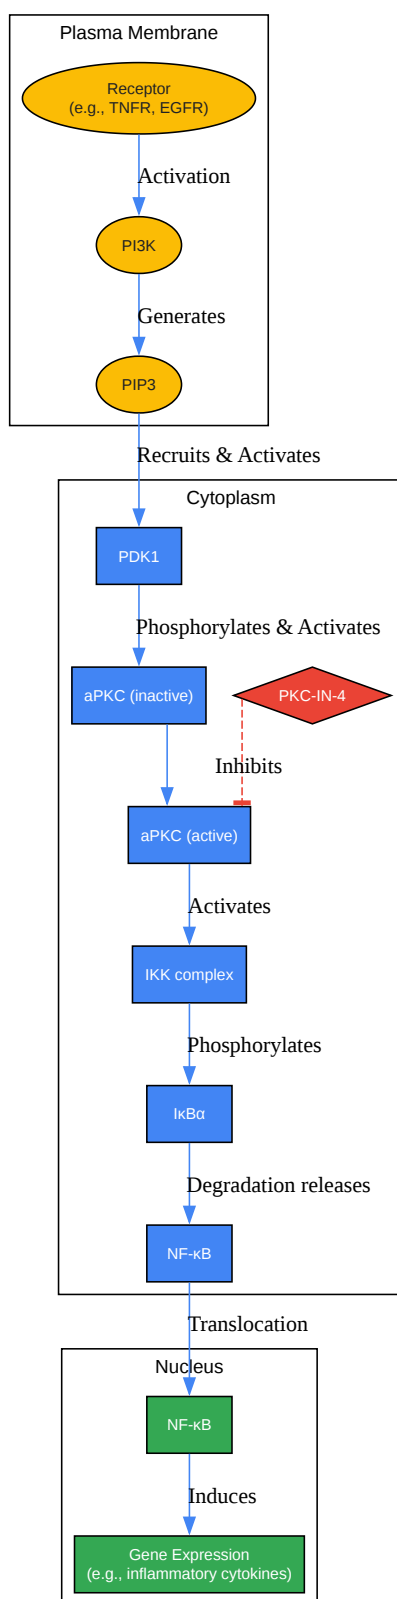 Plasma Membrane
Receptor
(e.g., TNFR, EGFR)
Activation
PI3K
Generates
PIP3
Recruits & Activates
Cytoplasm
PDK1
Phosphorylates & Activates
aPKC (inactive)
PKC-IN-4
Inhibits
aPKC (active)
Activates
IKK complex
Phosphorylates
IκBα
Degradation releases
NF-κB
Translocation
Nucleus
NF-κB
Induces
Gene Expression
(e.g., inflammatory cytokines)